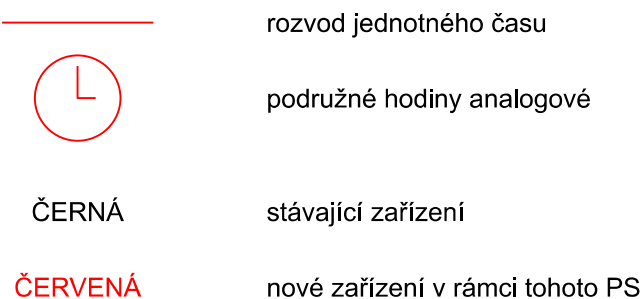 rozvod jednotného času
podružné hodiny analogové
ČERNÁ stávající zařízení
ČERVENÁ nové zařízení v rámci tohoto PS